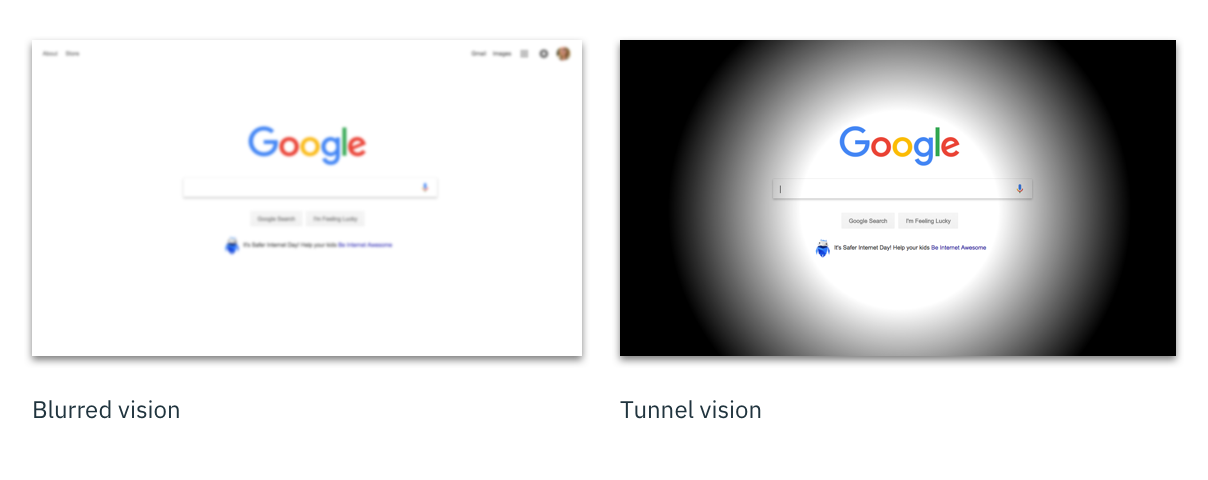 About Store Gmail Images
Google
Google Search I'm Feeling Lucky
It's Safer Internet Day! Help your kids Be Internet Awesome
Blurred vision
Google
Google Search I'm Feeling Lucky
It's Safer Internet Day! Help your kids Be Internet Awesome
Tunnel vision